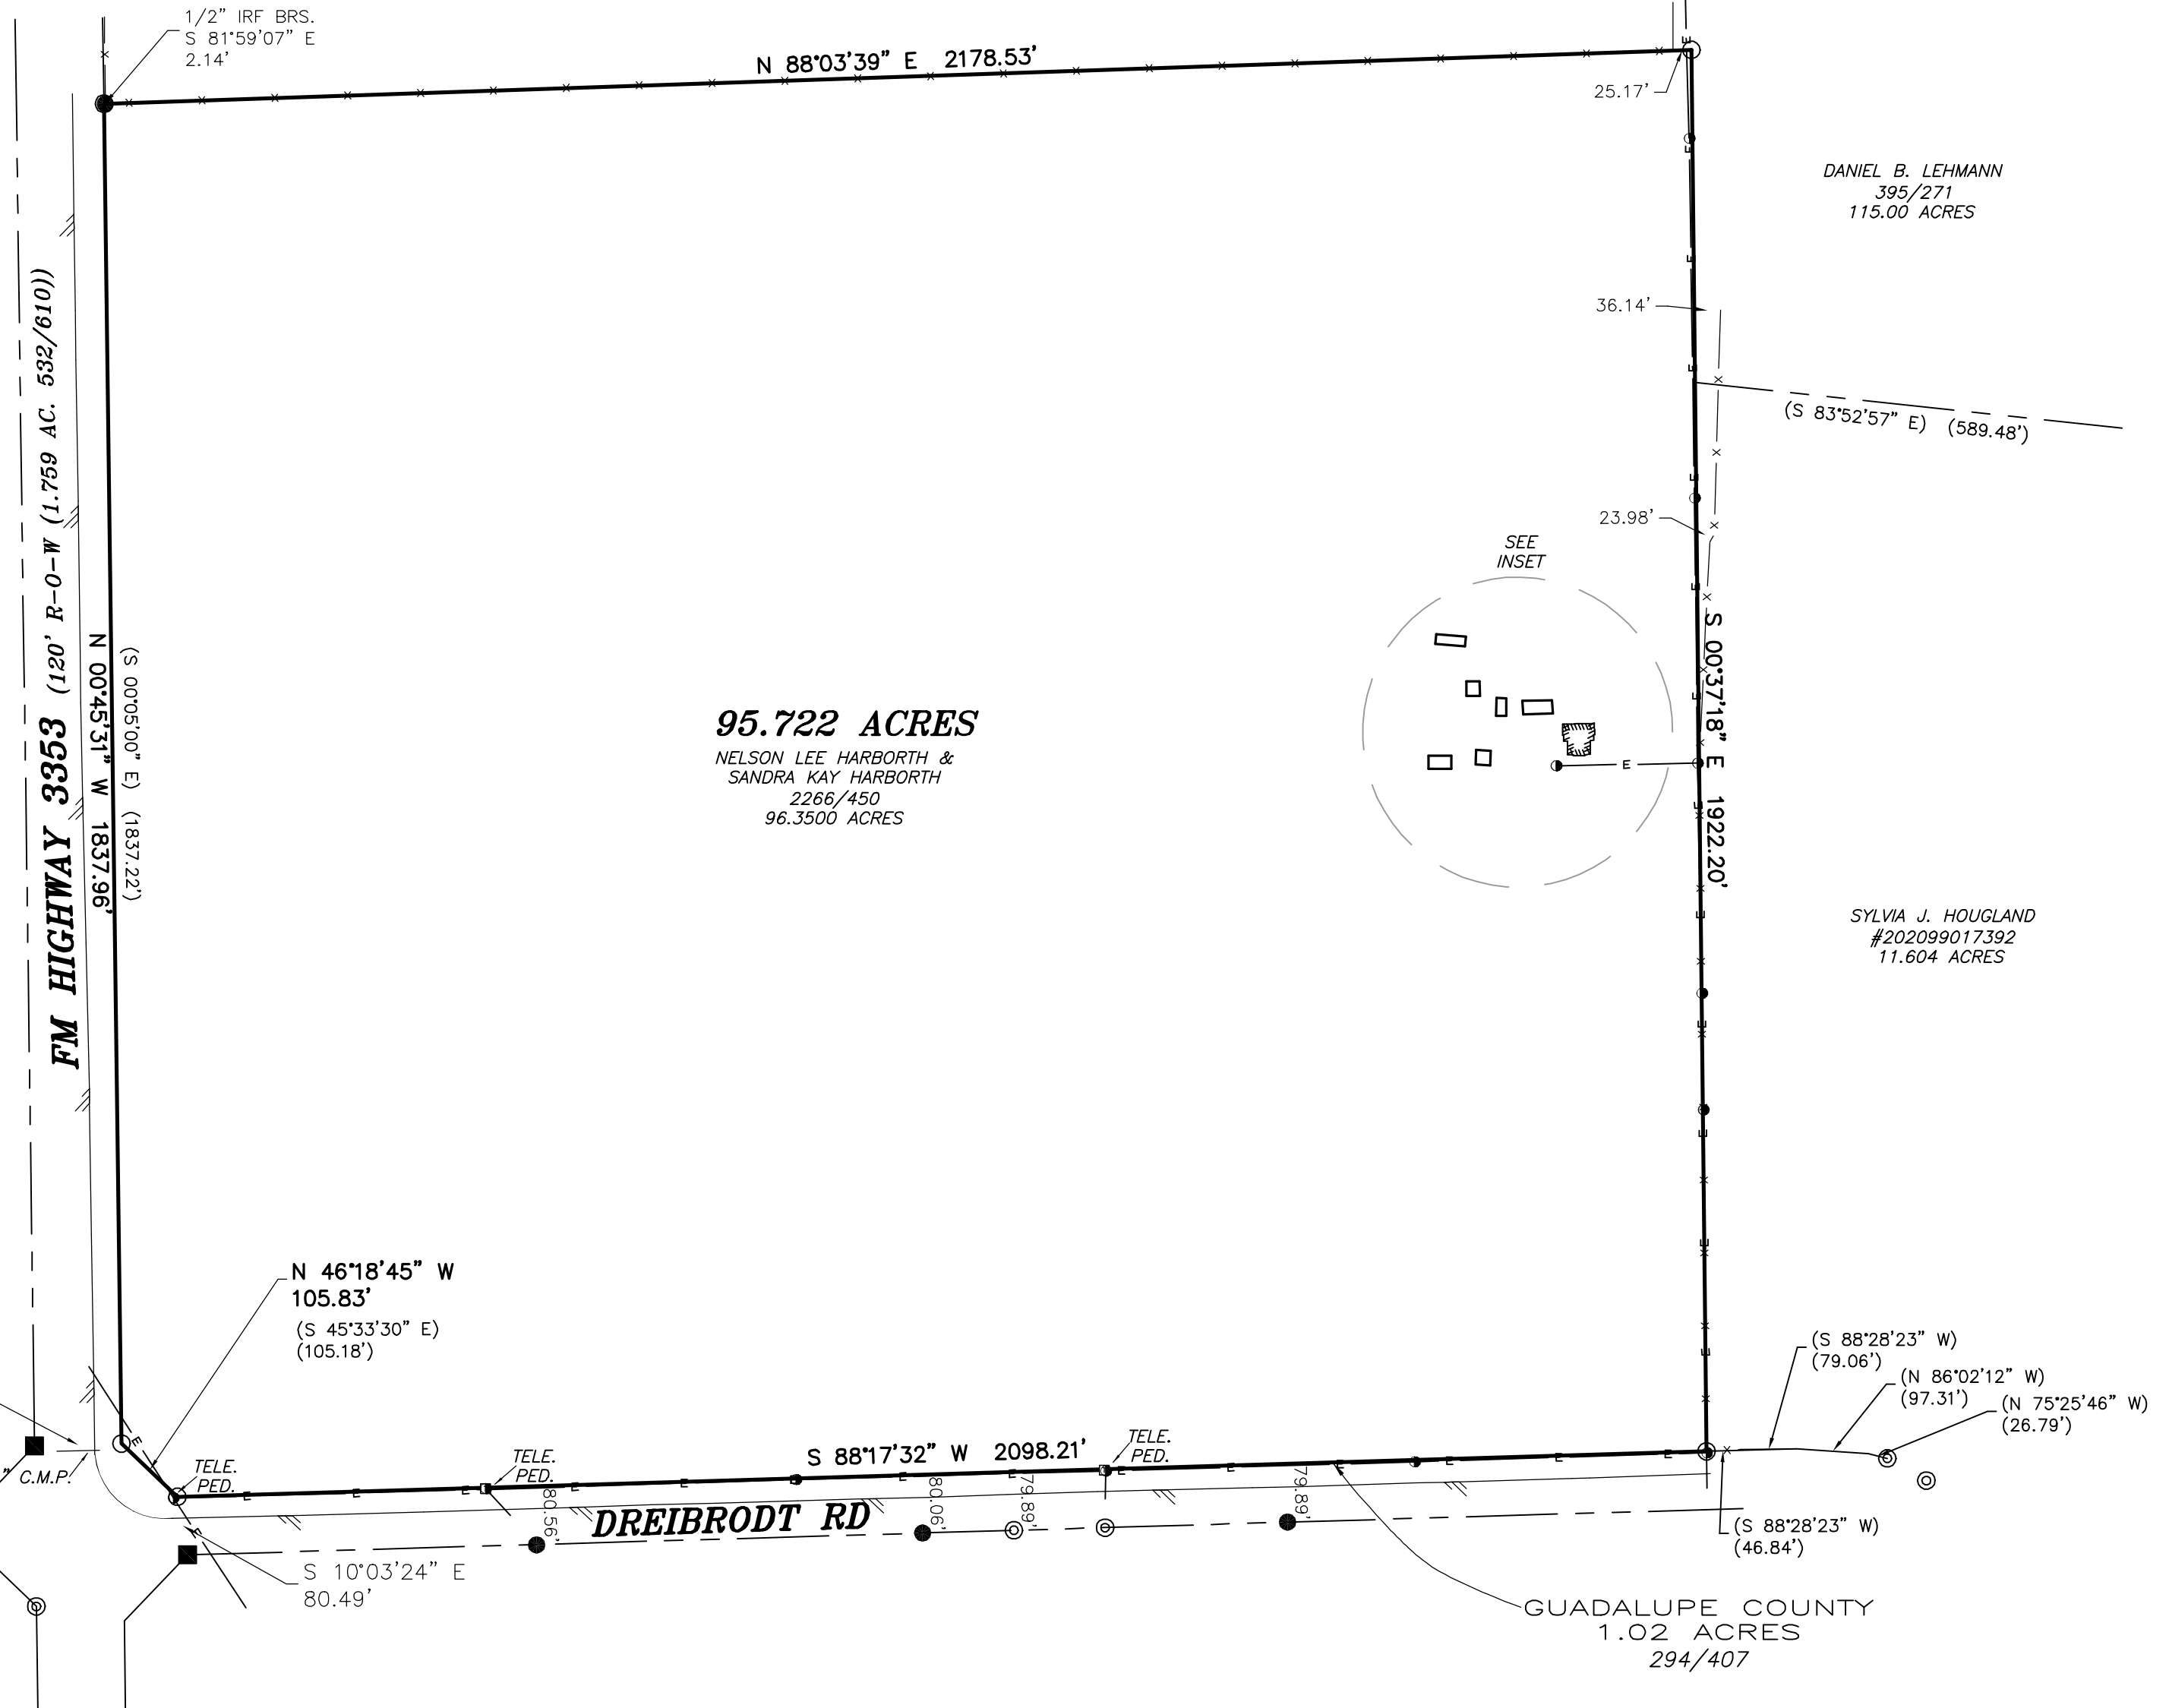 1/2" IRF BRS.
S 81°59'07" E
2.14'
N 88°03'39" E 2178.53'
25.17'
DANIEL B. LEHMANN
395/271
115.00 ACRES
36.14'
(S 83°52'57" E) (589.48')
23.98'
SEE
INSET
S 00°37'18" E 1922.20'
FM HIGHWAY 3353 (120' R-O-W (1.759 AC. 532/610))
N 00°45'31" W 1837.96'
(S 00°05'00" E) (1837.22')
95.722 ACRES
NELSON LEE HARBORTH &
SANDRA KAY HARBORTH
2266/450
96.3500 ACRES
E
SYLVIA J. HOUGLAND
#202099017392
11.604 ACRES
N 46°18'45" W
105.83'
(S 45°33'30" E)
(105.18')
(S 88°28'23" W)
(79.06')
(N 86°02'12" W)
(97.31')
(N 75°25'46" W)
(26.79')
S 88°17'32" W 2098.21'
TELE.
PED.
TELE.
PED.
TELE.
PED.
" C.M.P.
80.56'
80.06'
79.89'
79.89'
DREIBRODT RD
(S 88°28'23" W)
(46.84')
S 10°03'24" E
80.49'
GUADALUPE COUNTY
1.02 ACRES
294/407